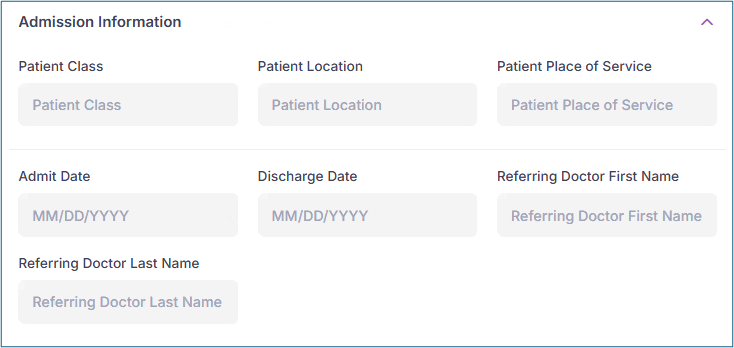 Admission Information
Patient Class Patient Location Patient Place of Service
Patient Class Patient Location Patient Place of Service
Admit Date Discharge Date Referring Doctor First Name
MM/DD/YYYY MM/DD/YYYY Referring Doctor First Name
Referring Doctor Last Name
Referring Doctor Last Name